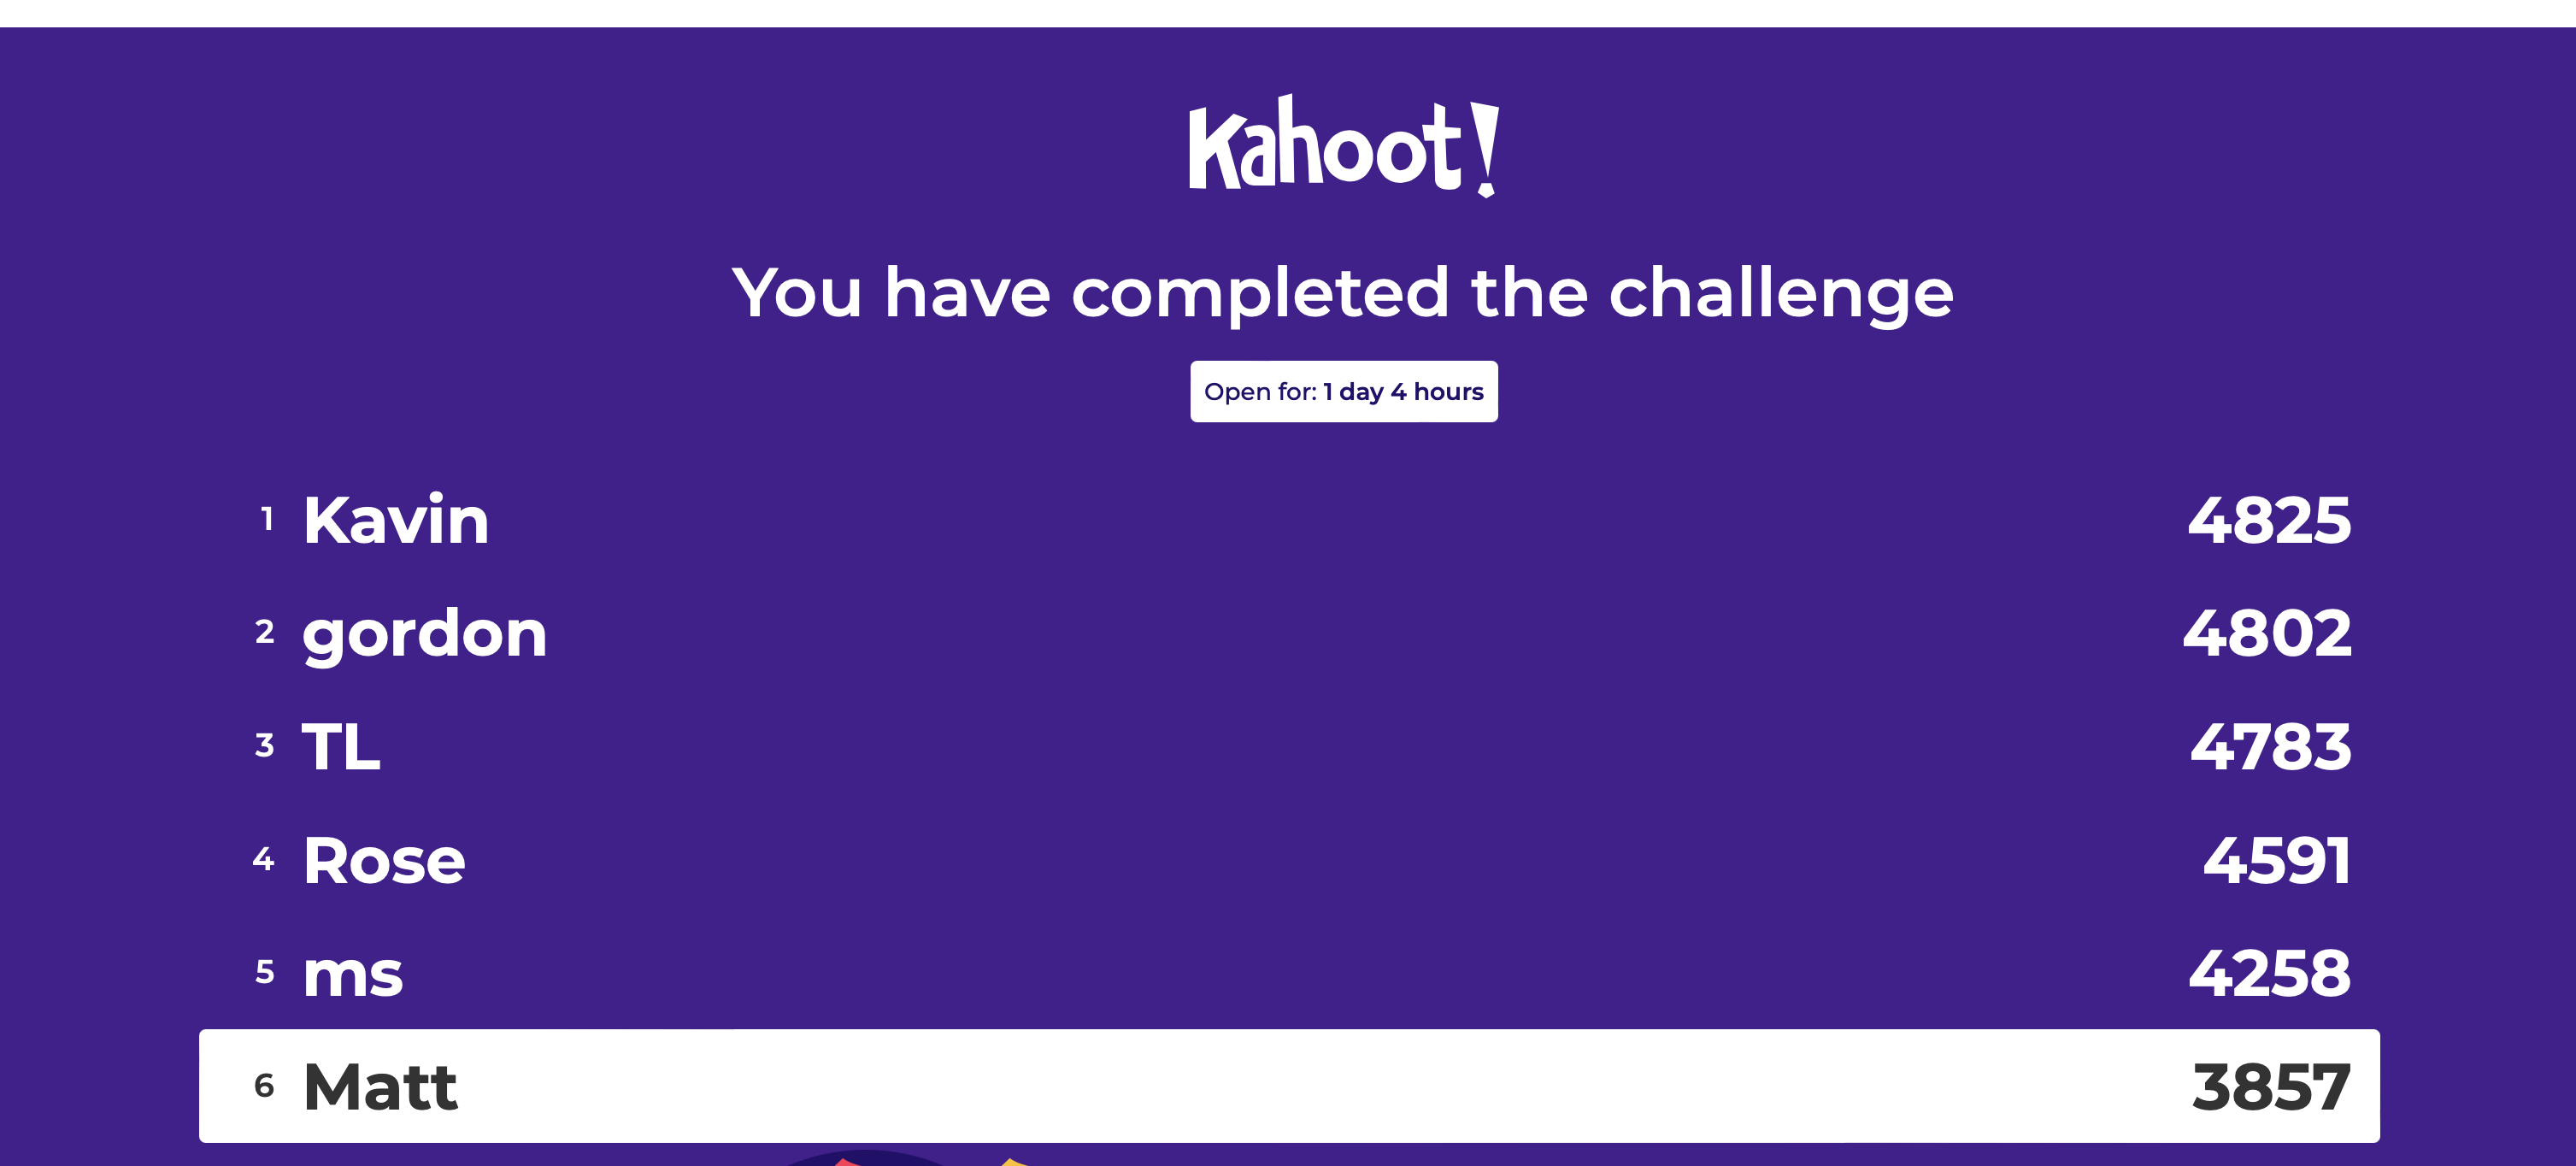 Kahoot!
You have completed the challenge
Open for: 1 day 4 hours
1 Kavin 4825
2 gordon 4802
3 TL 4783
4 Rose 4591
5 ms 4258
6 Matt 3857